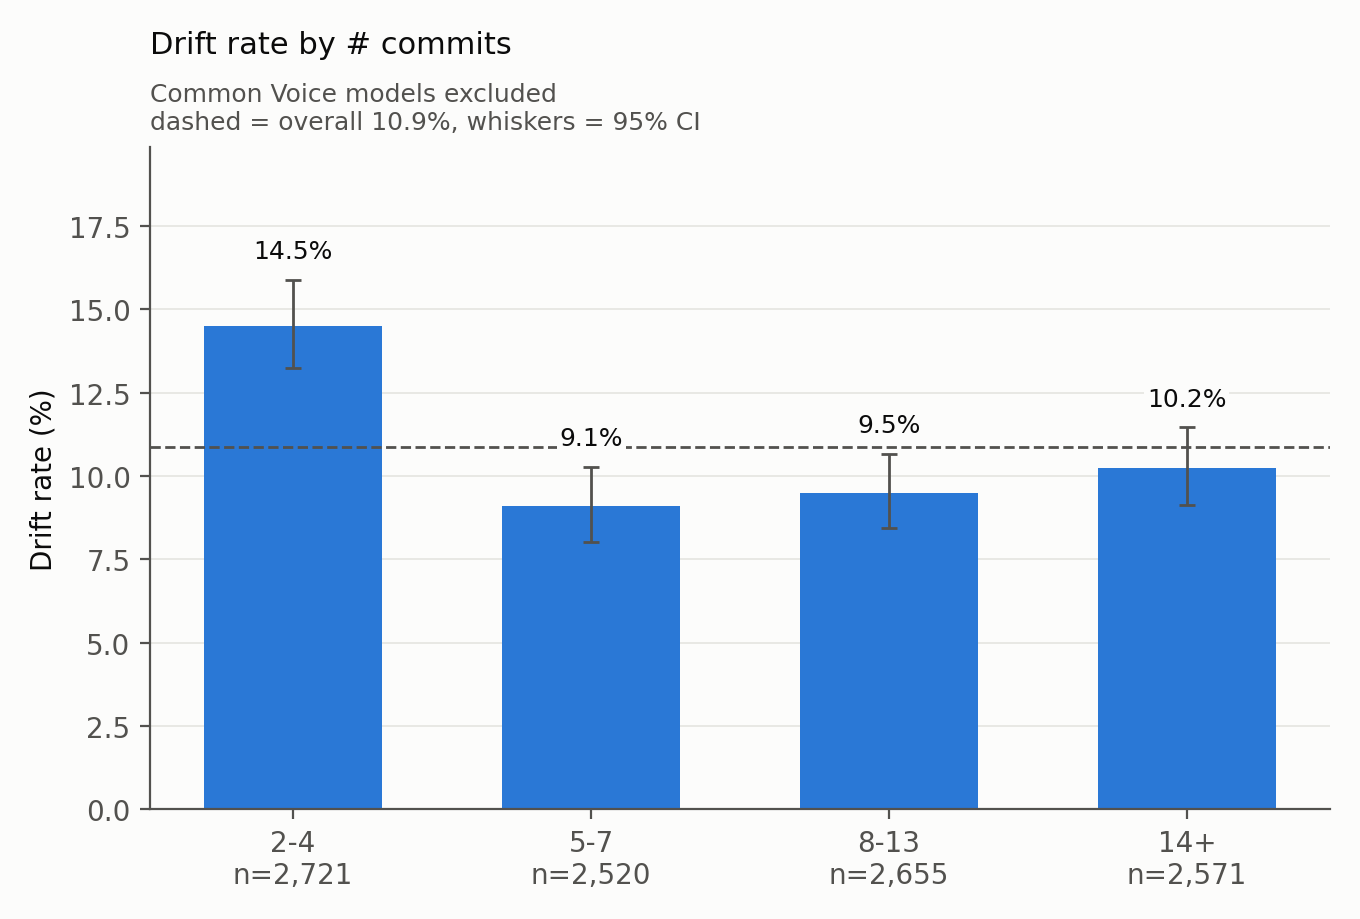 Drift rate by # commits
Common Voice models excluded
dashed = overall 10.9%, whiskers = 95% CI
Drift rate (%)
17.5
15.0
12.5
10.0
7.5
5.0
2.5
0.0
14.5%
9.1%
9.5%
10.2%
2-4
n=2,721
5-7
n=2,520
8-13
n=2,655
14+
n=2,571